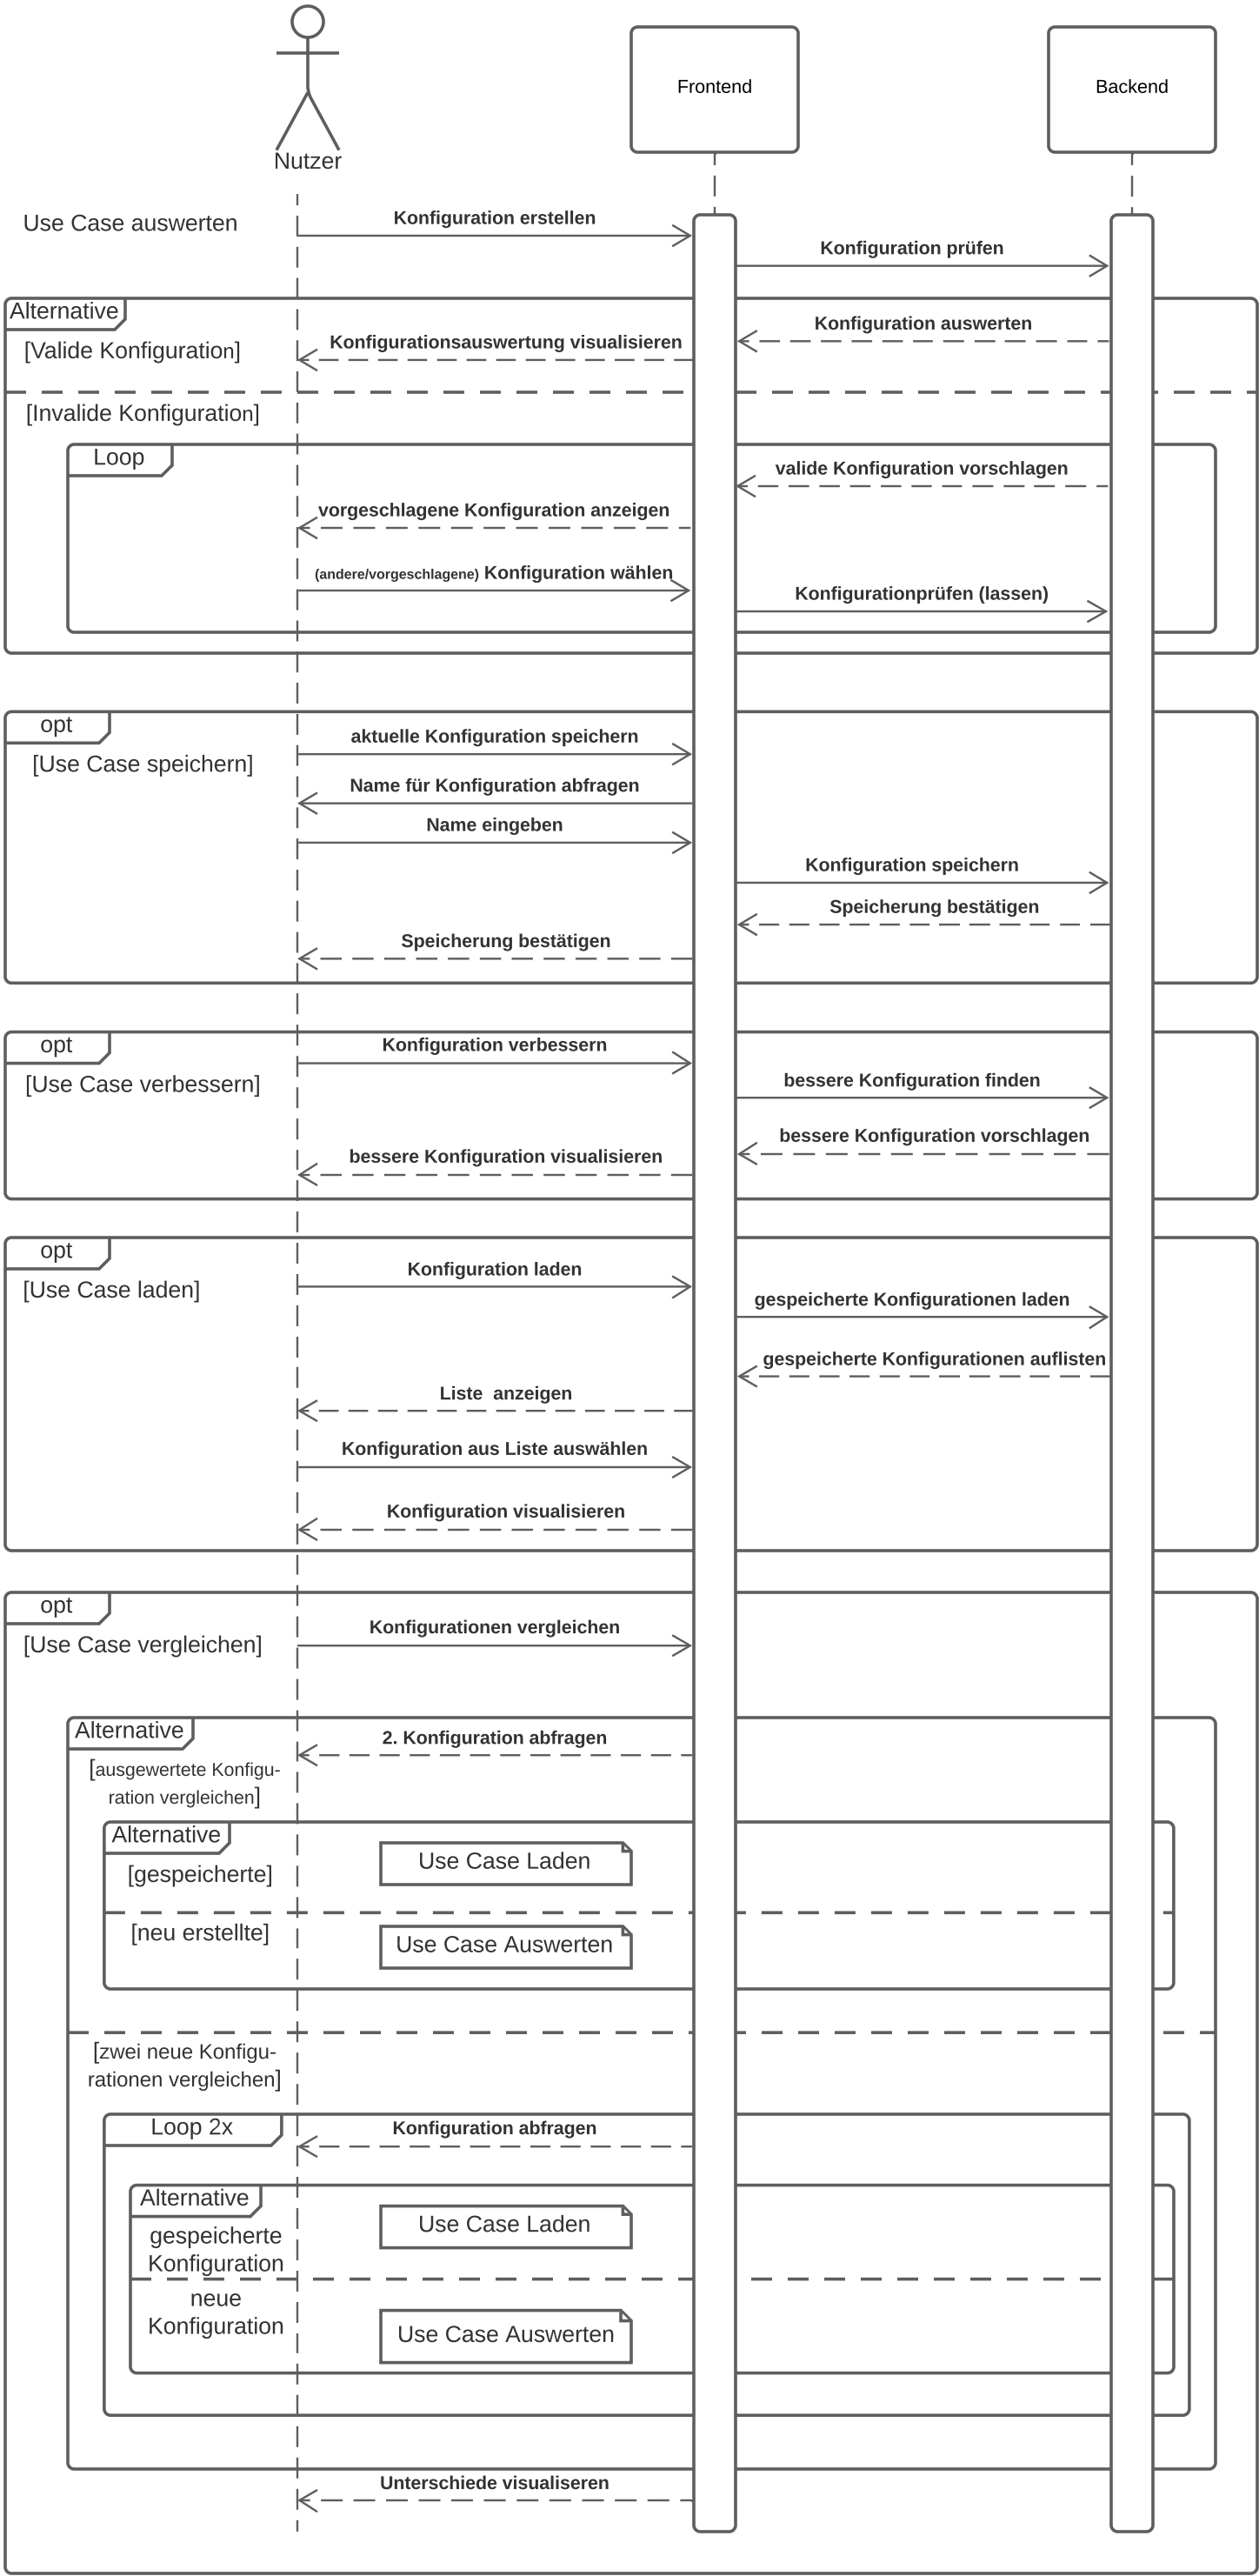 Nutzer
Frontend
Backend
Use Case auswerten
Konfiguration erstellen
Konfiguration prüfen
Alternative
[Valide Konfiguration]
Konfiguration auswerten
Konfigurationsauswertung visualisieren
[Invalide Konfiguration]
Loop
valide Konfiguration vorschlagen
vorgeschlagene Konfiguration anzeigen
(andere/vorgeschlagene) Konfiguration wählen
Konfigurationprüfen (lassen)
opt
[Use Case speichern]
aktuelle Konfiguration speichern
Name für Konfiguration abfragen
Name eingeben
Konfiguration speichern
Speicherung bestätigen
Speicherung bestätigen
opt
[Use Case verbessern]
Konfiguration verbessern
bessere Konfiguration finden
bessere Konfiguration vorschlagen
bessere Konfiguration visualisieren
opt
[Use Case laden]
Konfiguration laden
gespeicherte Konfigurationen laden
gespeicherte Konfigurationen auflisten
Liste  anzeigen
Konfiguration aus Liste auswählen
Konfiguration visualisieren
opt
[Use Case vergleichen]
Konfigurationen vergleichen
Alternative
2. Konfiguration abfragen
[ausgewertete Konfigu-
ration vergleichen]
Alternative
[gespeicherte]
Use Case Laden
[neu erstellte]
Use Case Auswerten
[zwei neue Konfigu-
rationen vergleichen]
Loop 2x
Konfiguration abfragen
Alternative
gespeicherte
Konfiguration
Use Case Laden
neue
Konfiguration
Use Case Auswerten
Unterschiede visualiseren